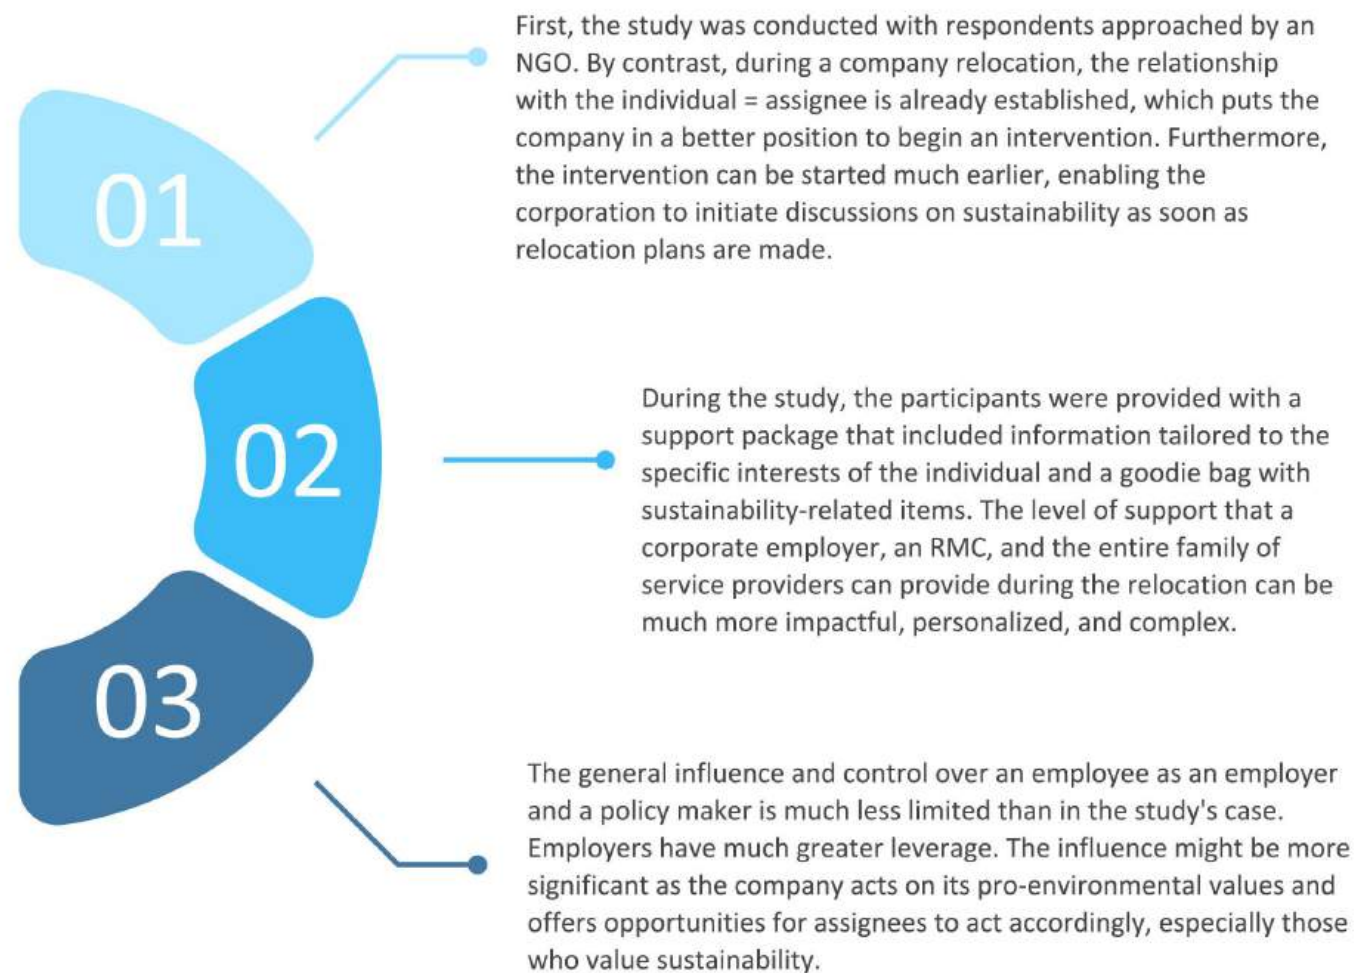 01
First, the study was conducted with respondents approached by an
NGO. By contrast, during a company relocation, the relationship
with the individual = assignee is already established, which puts the
company in a better position to begin an intervention. Furthermore,
the intervention can be started much earlier, enabling the
corporation to initiate discussions on sustainability as soon as
relocation plans are made.
02
During the study, the participants were provided with a
support package that included information tailored to the
specific interests of the individual and a goodie bag with
sustainability-related items. The level of support that a
corporate employer, an RMC, and the entire family of
service providers can provide during the relocation can be
much more impactful, personalized, and complex.
03
The general influence and control over an employee as an employer
and a policy maker is much less limited than in the study's case.
Employers have much greater leverage. The influence might be more
significant as the company acts on its pro-environmental values and
offers opportunities for assignees to act accordingly, especially those
who value sustainability.